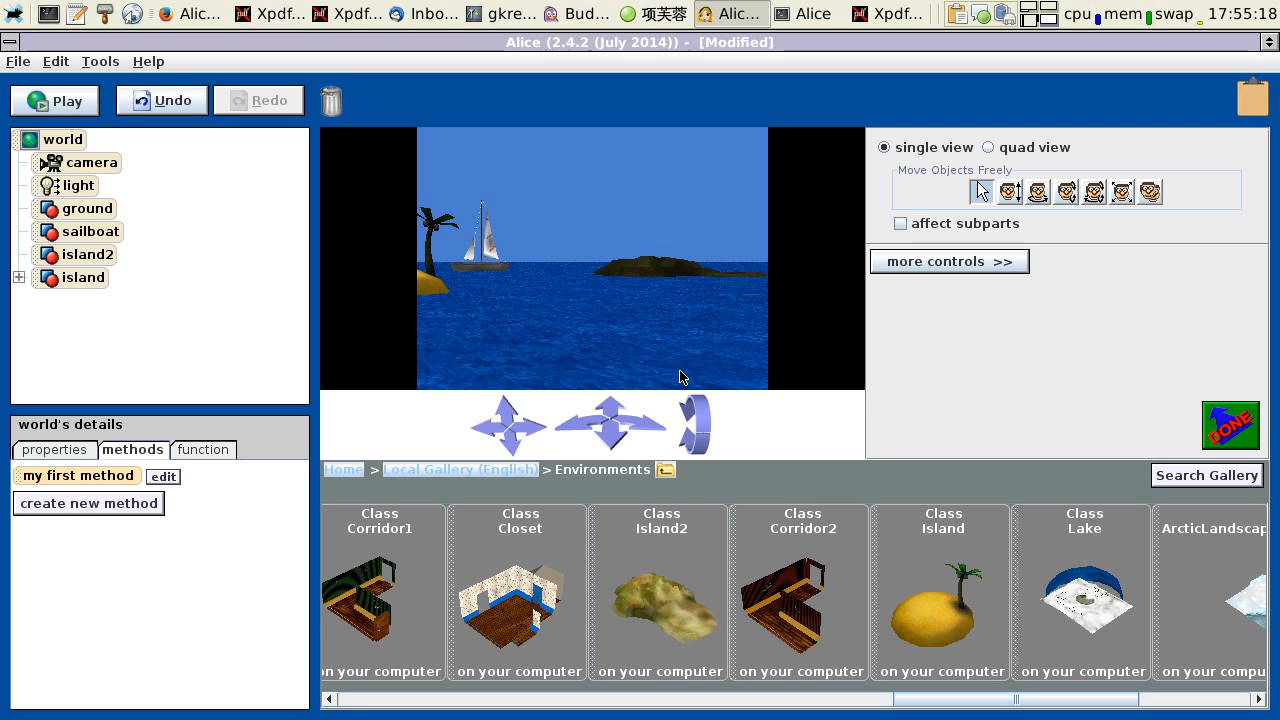 Alic... Xpdf... Xpdf... Inbo... gkre... Bud... 项芙蓉 Alic... Alice Xpdf... cpu mem swap 17:55:18
Alice (2.4.2 (July 2014)) - [Modified]
File Edit Tools Help
Play Undo Redo
world
camera
light
ground
sailboat
island2
island
single view quad view
Move Objects Freely
affect subparts
more controls >>
DONE
world's details
properties methods function
my first method edit
create new method
Home > Local Gallery (English) > Environments
Search Gallery
Class Corridor1
on your computer
Class Closet
on your computer
Class Island2
on your computer
Class Corridor2
on your computer
Class Island
on your computer
Class Lake
on your computer
ArcticLandscap
on your compu